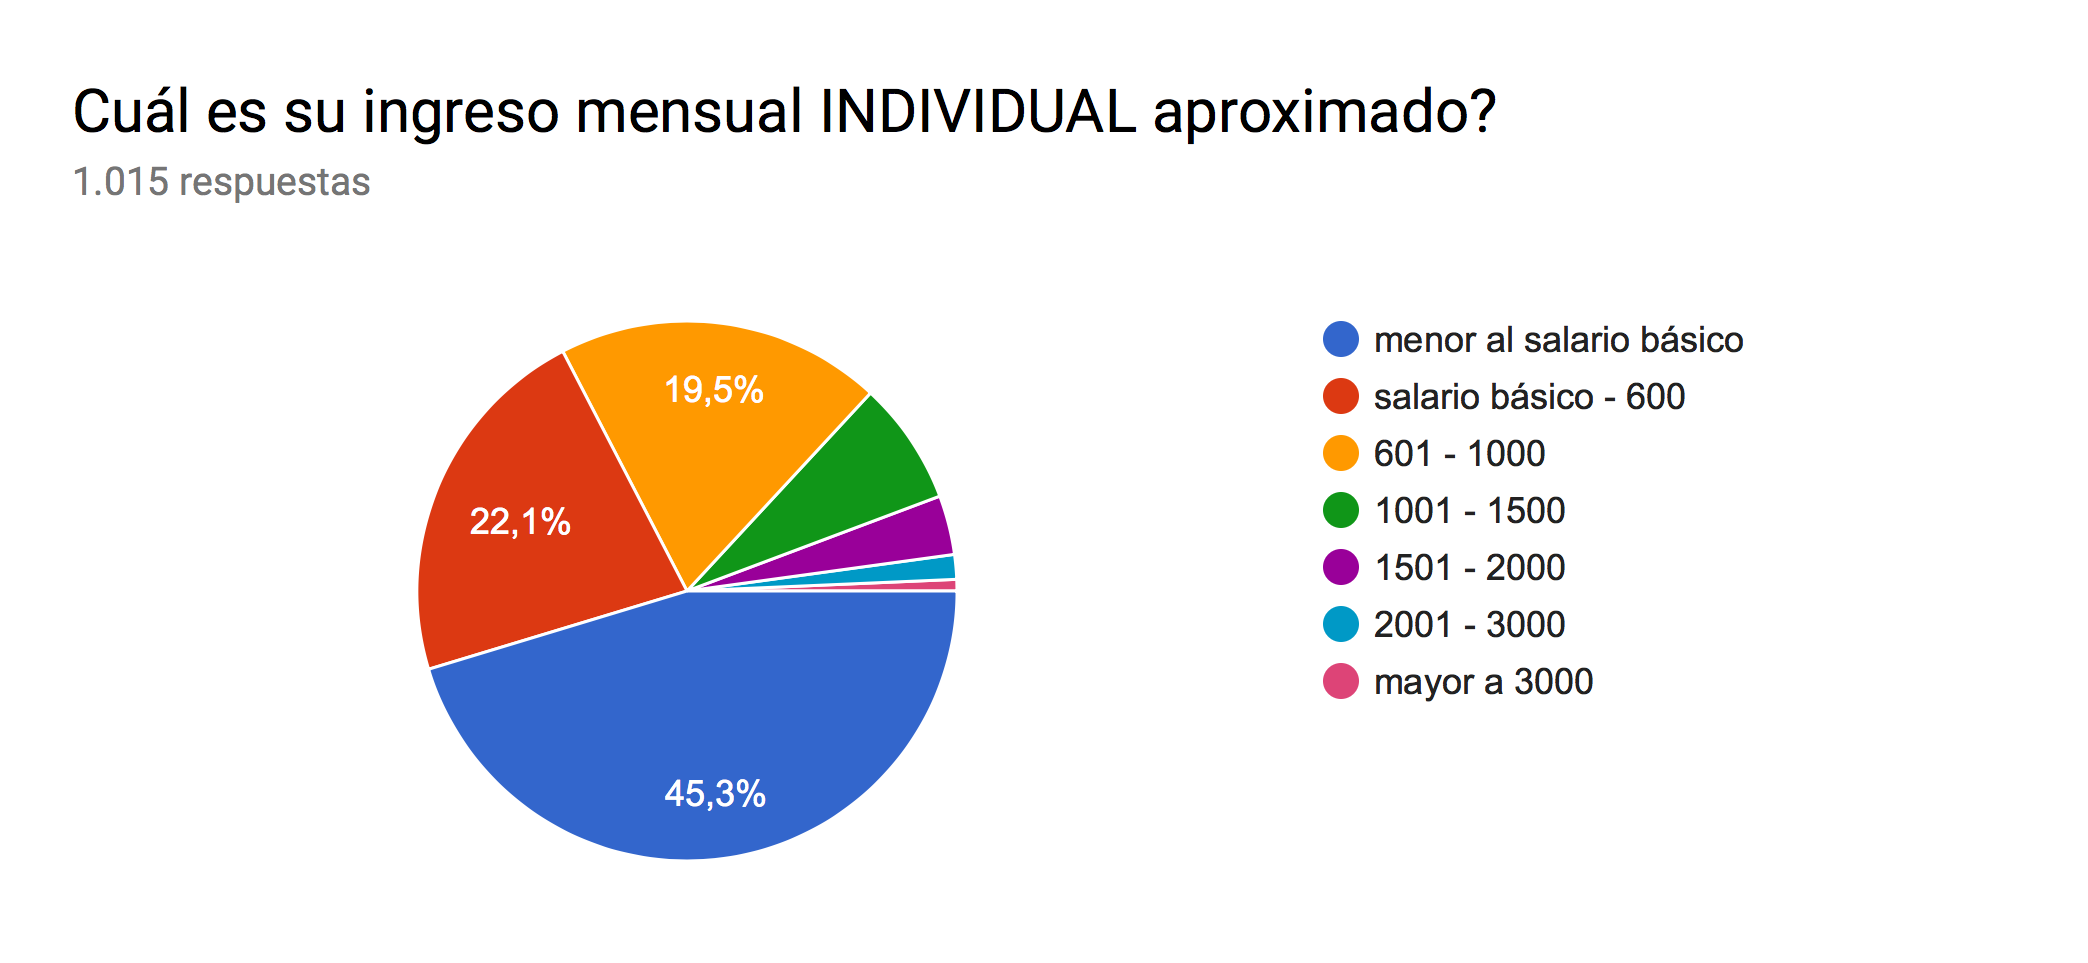 Cuál es su ingreso mensual INDIVIDUAL aproximado?
1.015 respuestas
19,5%
22,1%
45,3%
menor al salario básico
salario básico - 600
601 - 1000
1001 - 1500
1501 - 2000
2001 - 3000
mayor a 3000